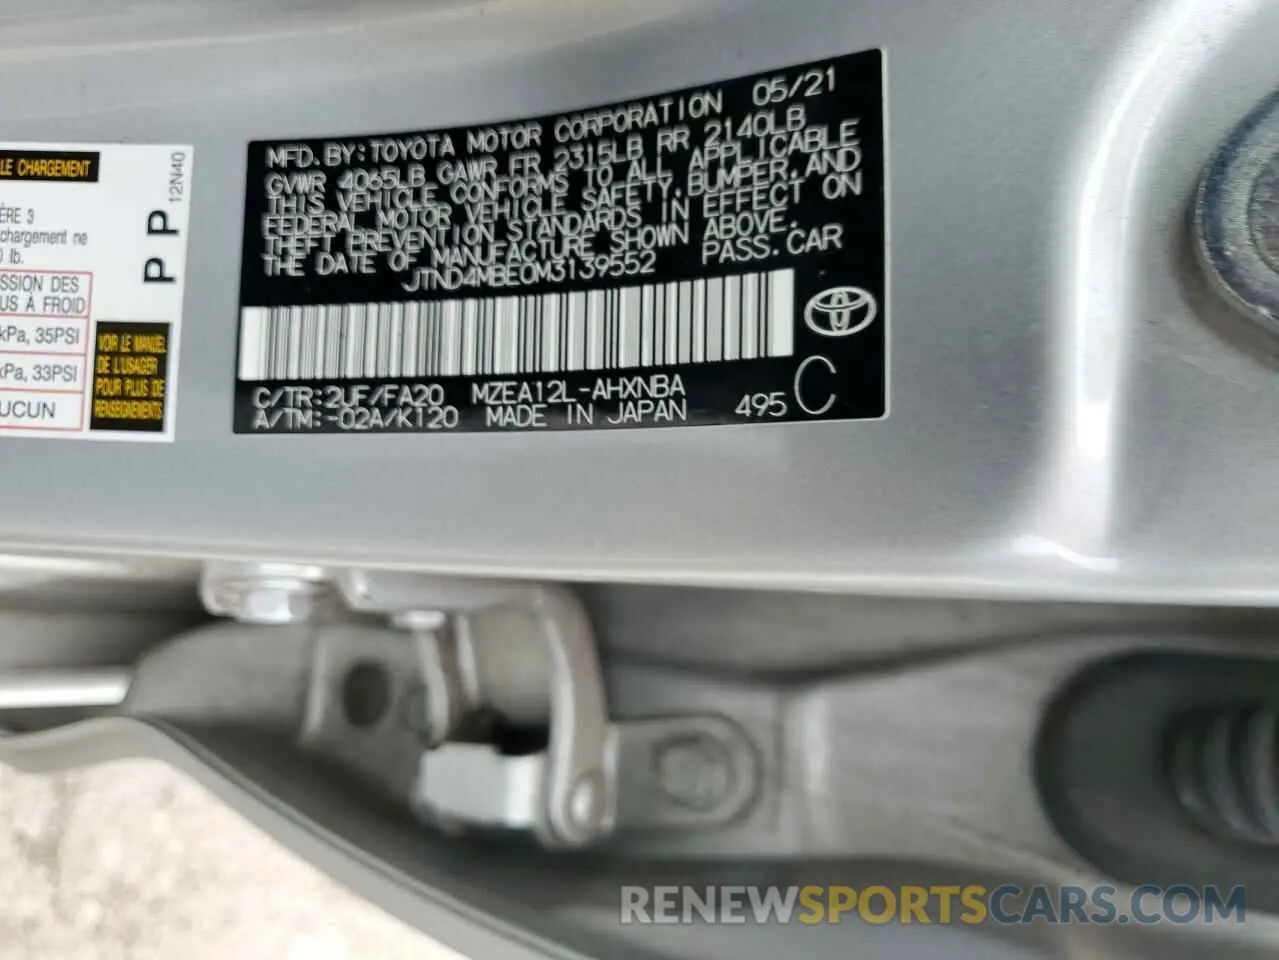 LE CHARGEMENT
ÈRE 3
chargement ne
0 lb.
SSION DES
US À FROID
kPa, 35PSI
kPa, 33PSI
UCUN
VOIR LE MANUEL
DE L'USAGER
POUR PLUS DE
RENSEIGNEMENTS
P P
12N40
MFD. BY: TOYOTA MOTOR CORPORATION 05/21
GVWR 4065LB GAWR FR 2315LB RR 2140LB
THIS VEHICLE CONFORMS TO ALL APPLICABLE
FEDERAL MOTOR VEHICLE SAFETY, BUMPER, AND
THEFT PREVENTION STANDARDS IN EFFECT ON
THE DATE OF MANUFACTURE SHOWN ABOVE.
JTND4MBE0M3139552 PASS. CAR
C/TR:2UF/FA20 MZEA12L-AHXNBA
A/TM:-02A/K120 MADE IN JAPAN 495 C
RENEWSPORTSCARS.COM